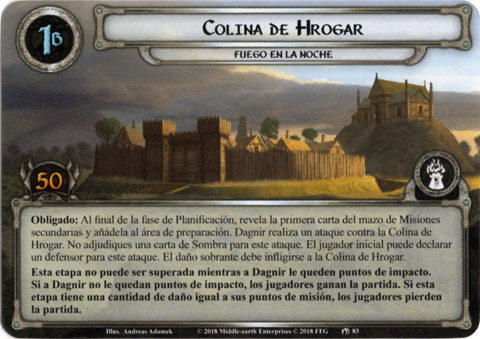 1B
COLINA DE HROGAR
FUEGO EN LA NOCHE
50
Obligado: Al final de la fase de Planificación, revela la primera carta del mazo de Misiones
secundarias y añádela al área de preparación. Dagnir realiza un ataque contra la Colina de
Hrogar. No adjudiques una carta de Sombra para este ataque. El jugador inicial puede declarar
un defensor para este ataque. El daño sobrante debe infligirse a la Colina de Hrogar.
Esta etapa no puede ser superada mientras a Dagnir le queden puntos de impacto.
Si a Dagnir no le quedan puntos de impacto, los jugadores ganan la partida. Si esta
etapa tiene una cantidad de daño igual a sus puntos de misión, los jugadores pierden
la partida.
Illus. Andreas Adamek © 2018 Middle-earth Enterprises © 2018 FFG 83